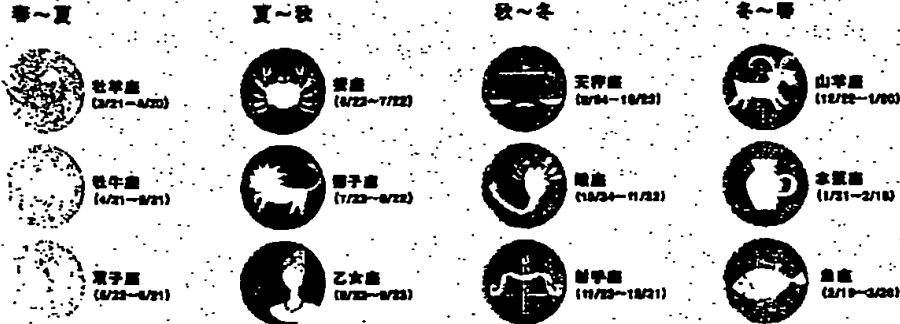 春～夏
牡羊座
(3/21～4/20)
牡牛座
(4/21～5/21)
双子座
夏～秋
蟹座
(6/22～7/22)
獅子座
(7/23～8/22)
乙女座
(8/23～9/23)
秋～冬
天秤座
(9/24～10/23)
蠍座
(10/24～11/22)
射手座
(11/23～12/21)
冬～春
山羊座
(12/22～1/20)
水瓶座
(1/21～2/18)
魚座
(2/19～3/20)